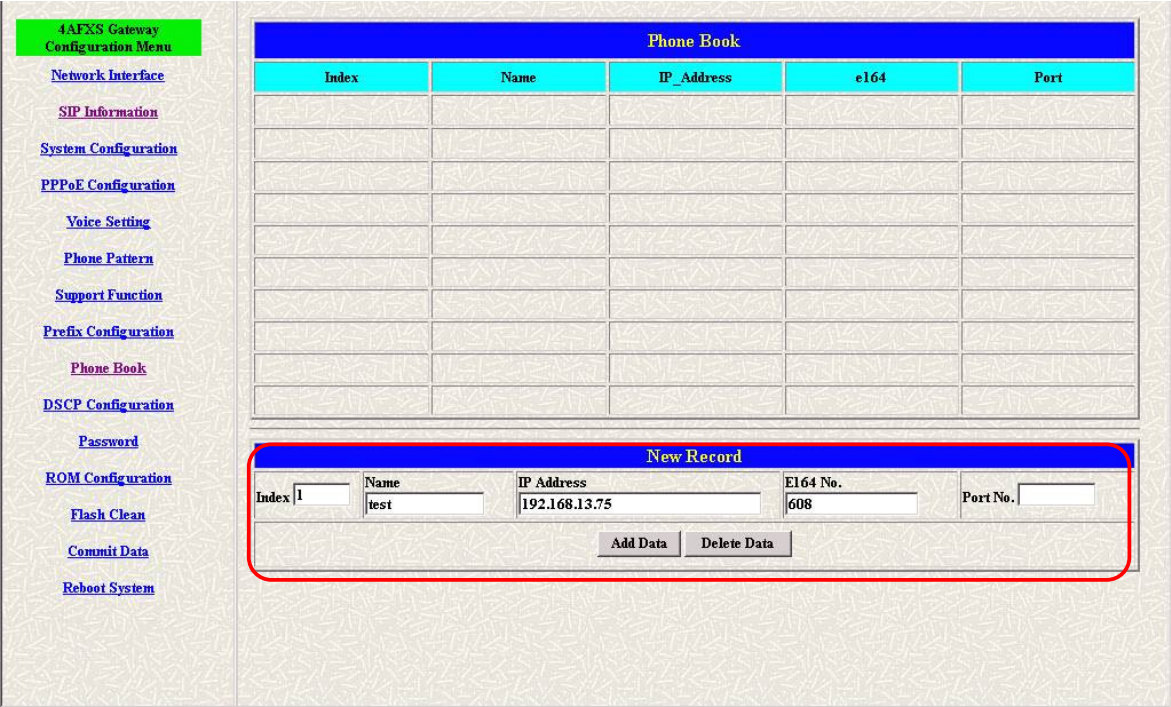 4AFXS Gateway
Configuration Menu
Network Interface
SIP Information
System Configuration
PPPoE Configuration
Voice Setting
Phone Pattern
Support Function
Prefix Configuration
Phone Book
DSCP Configuration
Password
ROM Configuration
Flash Clean
Commit Data
Reboot System
Phone Book
Index Name IP_Address e164 Port
New Record
Index 1
Name
test
IP Address
192.168.13.75
E164 No.
608
Port No.
Add Data Delete Data